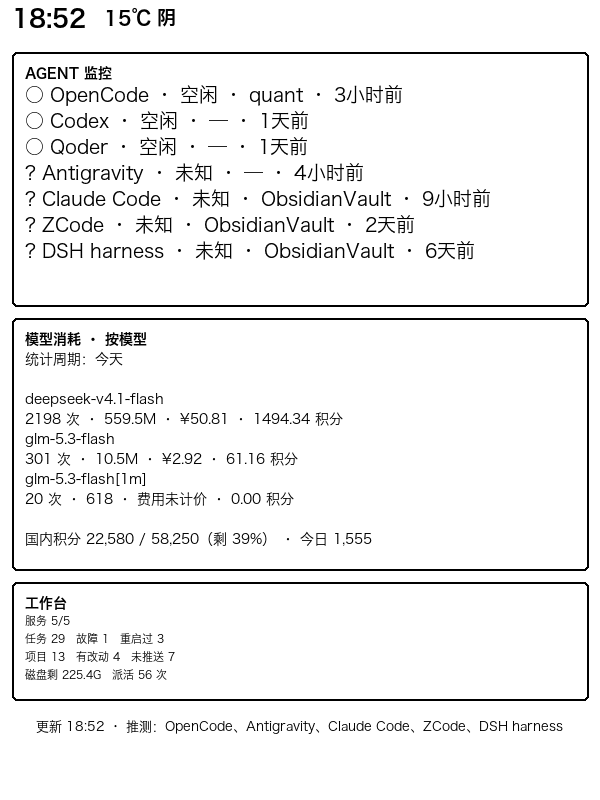 18:52 15℃ 阴
AGENT 监控
○ OpenCode · 空闲 · quant · 3小时前
○ Codex · 空闲 · — · 1天前
○ Qoder · 空闲 · — · 1天前
? Antigravity · 未知 · — · 4小时前
? Claude Code · 未知 · ObsidianVault · 9小时前
? ZCode · 未知 · ObsidianVault · 2天前
? DSH harness · 未知 · ObsidianVault · 6天前
模型消耗 · 按模型
统计周期: 今天
deepseek-v4.1-flash
2198 次 · 559.5M · ¥50.81 · 1494.34 积分
glm-5.3-flash
301 次 · 10.5M · ¥2.92 · 61.16 积分
glm-5.3-flash[1m]
20 次 · 618 · 费用未计价 · 0.00 积分
国内积分 22,580 / 58,250（剩 39%） · 今日 1,555
工作台
服务 5/5
任务 29 故障 1 重启过 3
项目 13 有改动 4 未推送 7
磁盘剩 225.4G 派活 56 次
更新 18:52 · 推测: OpenCode、Antigravity、Claude Code、ZCode、DSH harness